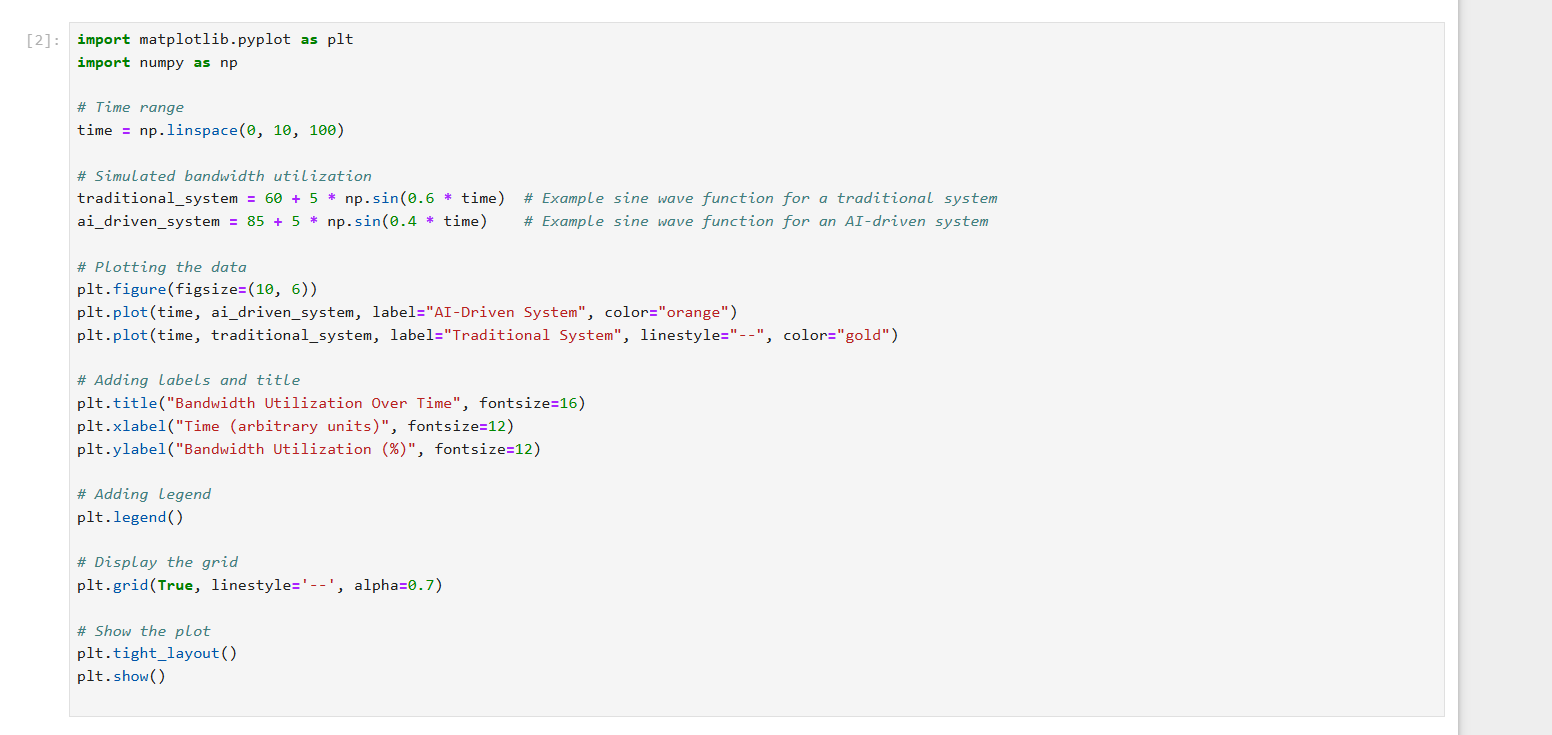 [2]:
import matplotlib.pyplot as plt
import numpy as np
# Time range
time = np.linspace(0, 10, 100)
# Simulated bandwidth utilization
traditional_system = 60 + 5 * np.sin(0.6 * time)  # Example sine wave function for a traditional system
ai_driven_system = 85 + 5 * np.sin(0.4 * time)    # Example sine wave function for an AI-driven system
# Plotting the data
plt.figure(figsize=(10, 6))
plt.plot(time, ai_driven_system, label="AI-Driven System", color="orange")
plt.plot(time, traditional_system, label="Traditional System", linestyle="--", color="gold")
# Adding labels and title
plt.title("Bandwidth Utilization Over Time", fontsize=16)
plt.xlabel("Time (arbitrary units)", fontsize=12)
plt.ylabel("Bandwidth Utilization (%)", fontsize=12)
# Adding legend
plt.legend()
# Display the grid
plt.grid(True, linestyle='--', alpha=0.7)
# Show the plot
plt.tight_layout()
plt.show()